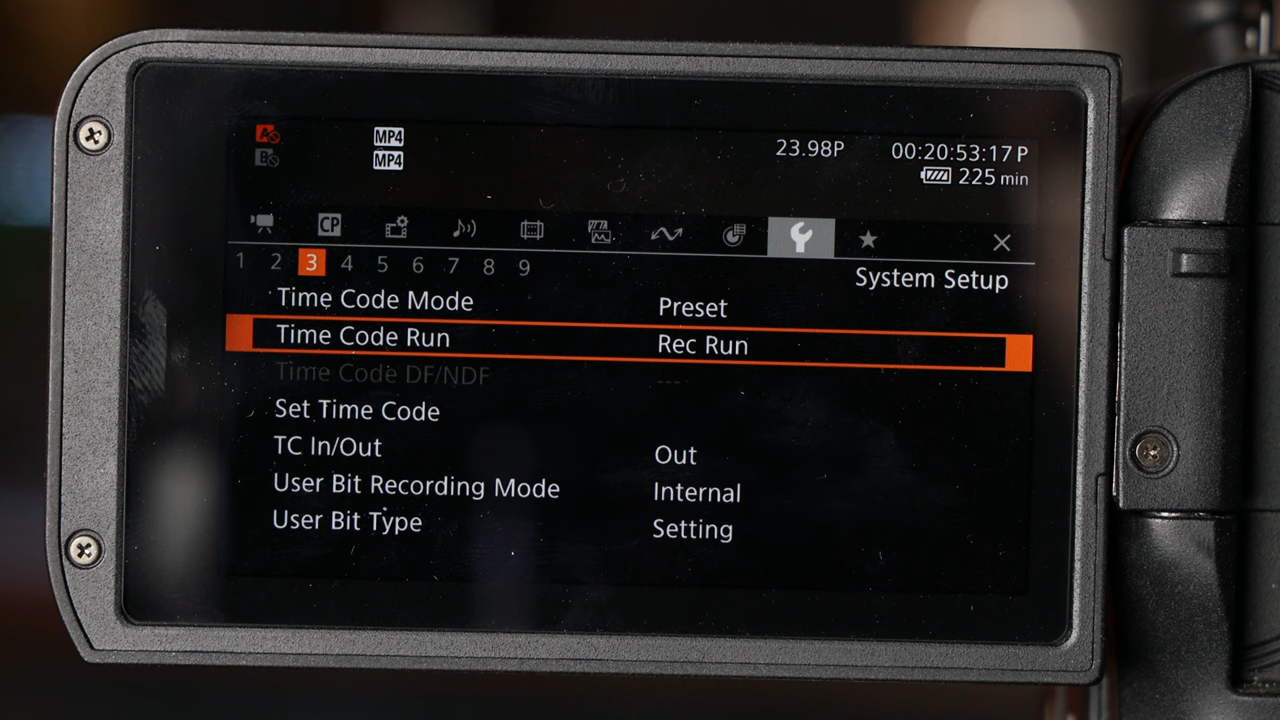 A MP4 23.98P 00:20:53:17 P
B MP4 225 min
CP
1 2 3 4 5 6 7 8 9
System Setup
Time Code Mode Preset
Time Code Run Rec Run
Time Code DF/NDF ---
Set Time Code
TC In/Out Out
User Bit Recording Mode Internal
User Bit Type Setting